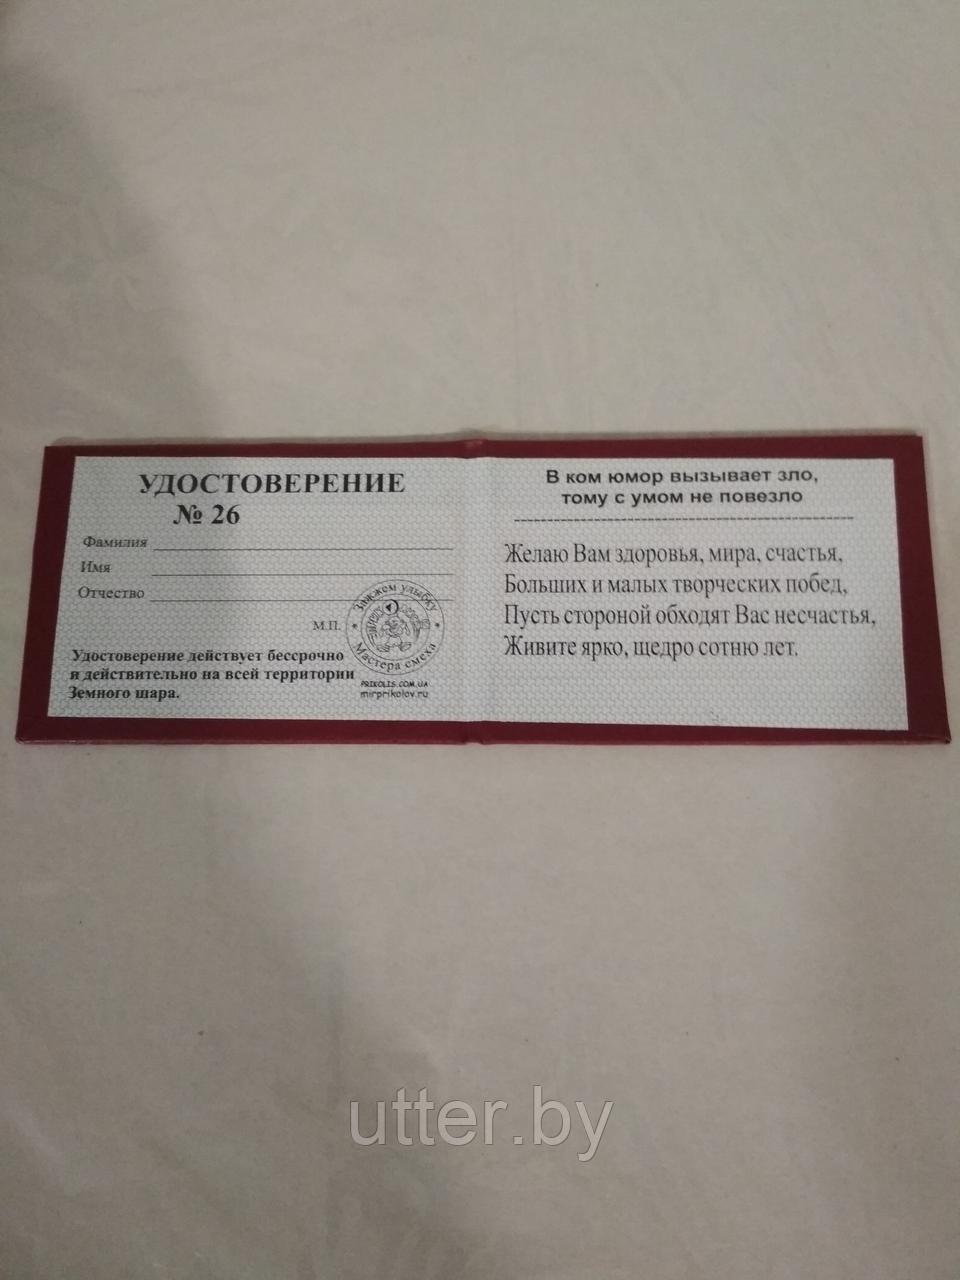 УДОСТОВЕРЕНИЕ
№ 26
Фамилия
Имя
Отчество
М.П.
Зажжем улыбку
Мастера смеха
Удостоверение действует бессрочно
и действительно на всей территории
Земного шара.
PRIKOLIS.COM.UA
mirprikolov.ru
В ком юмор вызывает зло,
тому с умом не повезло
Желаю Вам здоровья, мира, счастья,
Больших и малых творческих побед,
Пусть стороной обходят Вас несчастья,
Живите ярко, щедро сотню лет.
utter.by